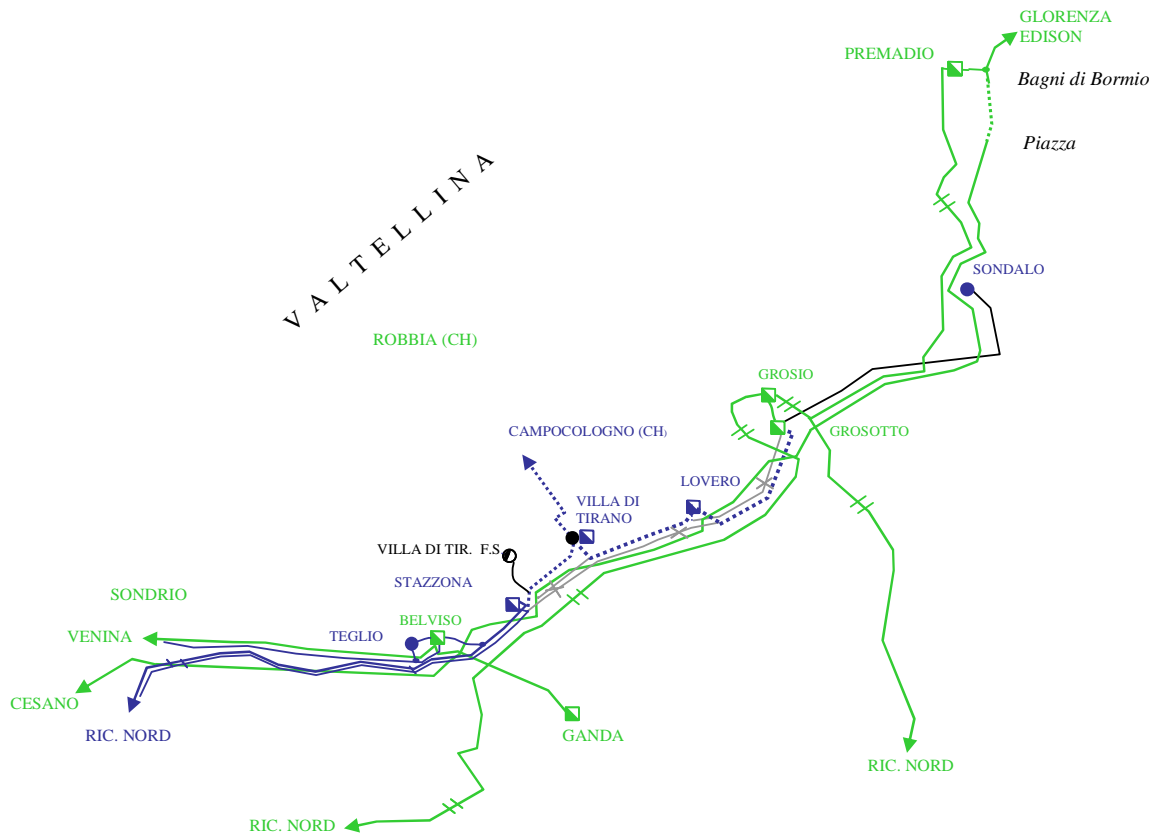 GLORENZA
EDISON
PREMADIO
Bagni di Bormio
Piazza
VALTELLINA
SONDALO
ROBBIA (CH)
GROSIO
GROSOTTO
CAMPOCOLOGNO (CH)
LOVERO
VILLA DI
TIRANO
VILLA DI TIR. F.S.
STAZZONA
SONDRIO
BELVISO
TEGLIO
VENINA
CESANO
RIC. NORD
GANDA
RIC. NORD
RIC. NORD